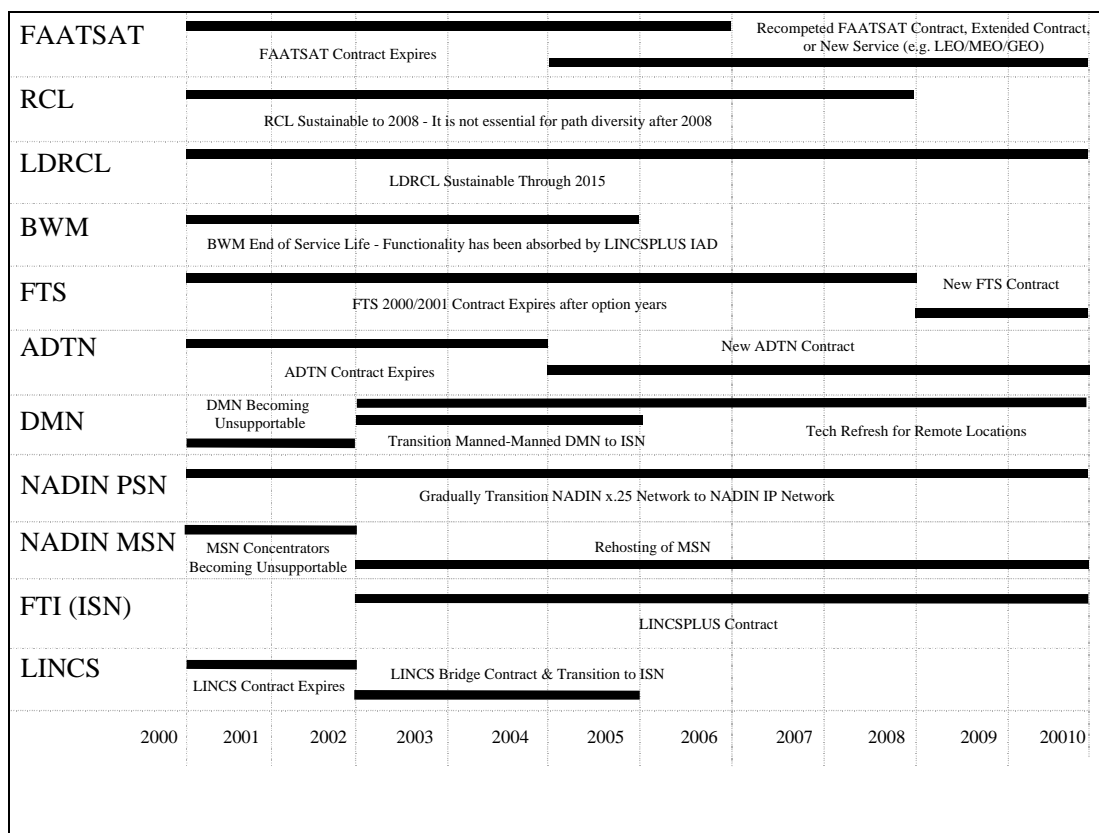 FAATSAT
FAATSAT Contract Expires
Recompeted FAATSAT Contract, Extended Contract,
or New Service (e.g. LEO/MEO/GEO)
RCL
RCL Sustainable to 2008 - It is not essential for path diversity after 2008
LDRCL
LDRCL Sustainable Through 2015
BWM
BWM End of Service Life - Functionality has been absorbed by LINCSPLUS IAD
FTS
FTS 2000/2001 Contract Expires after option years
New FTS Contract
ADTN
ADTN Contract Expires
New ADTN Contract
DMN
DMN Becoming
Unsupportable
Transition Manned-Manned DMN to ISN
Tech Refresh for Remote Locations
NADIN PSN
Gradually Transition NADIN x.25 Network to NADIN IP Network
NADIN MSN
MSN Concentrators
Becoming Unsupportable
Rehosting of MSN
FTI (ISN)
LINCSPLUS Contract
LINCS
LINCS Contract Expires
LINCS Bridge Contract & Transition to ISN
2000 2001 2002 2003 2004 2005 2006 2007 2008 2009 20010